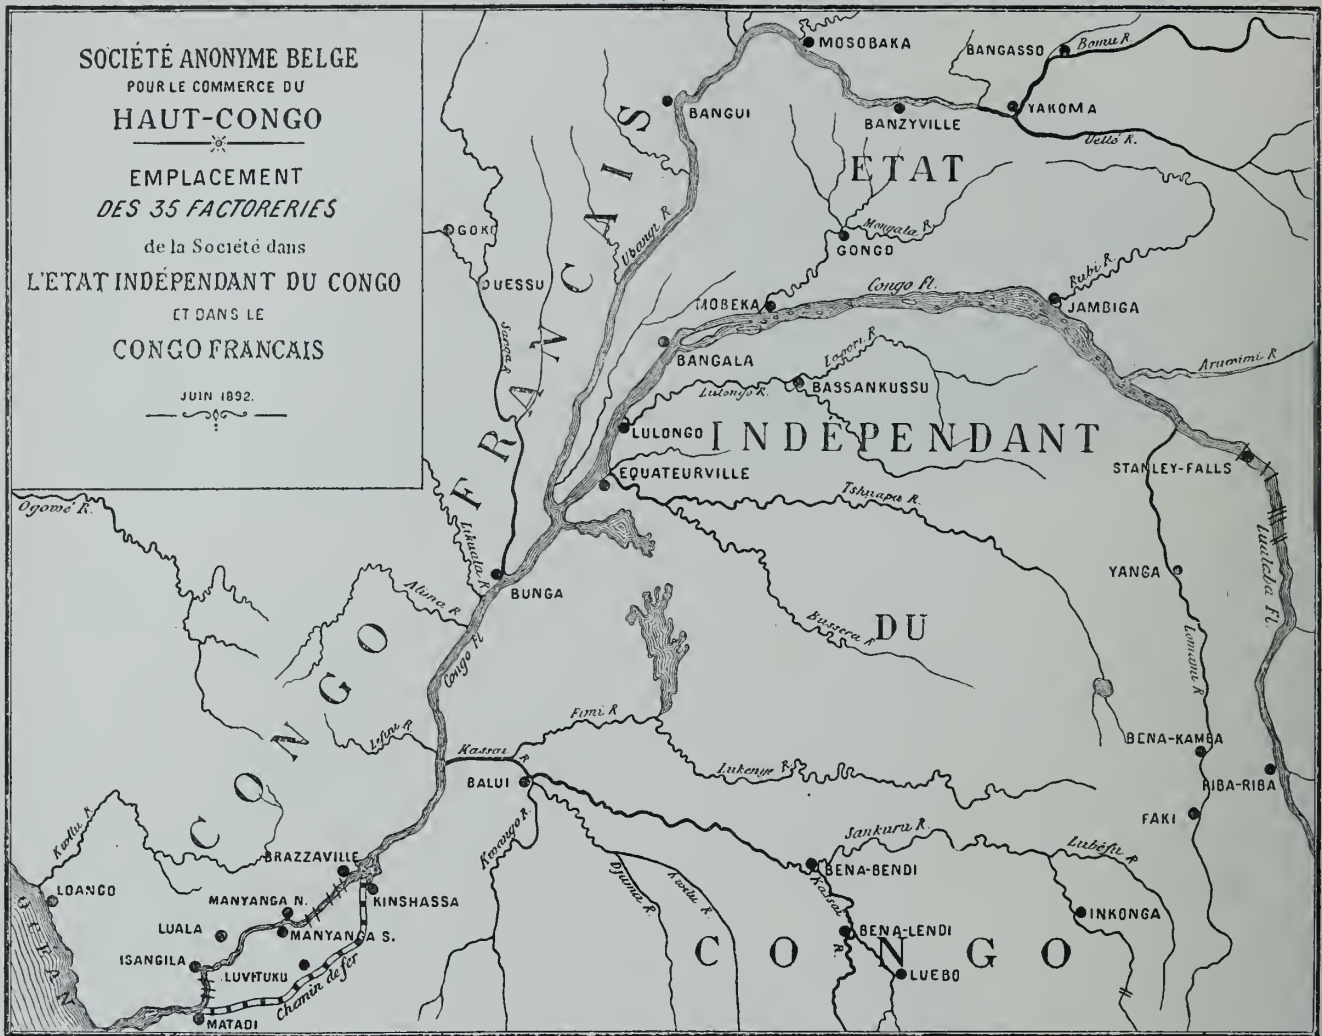 SOCIÉTÉ ANONYME BELGE
POUR LE COMMERCE DU
HAUT-CONGO
EMPLACEMENT
DES 35 FACTORERIES
de la Société dans
L'ETAT INDÉPENDANT DU CONGO
ET DANS LE
CONGO FRANCAIS
JUIN 1892.
MOSOBAKA
BANGASSO
Bomu R.
BANGUI
BANZYVILLE
YAKOMA
Uellé R.
ETAT
GOKO
OUESSU
Sanga R
Ubangi R
Mongala R
GONGO
MOBEKA
Congo Fl.
Rubi R.
JAMBIGA
BANGALA
Lopori R.
Lulongo R.
BASSANKUSSU
Aruwimi R
LULONGO
INDÉPENDANT
EQUATEURVILLE
STANLEY-FALLS
CONGO FRANCAIS
Ogowé R.
Likuala R
Tshuapa R.
BUNGA
YANGA
Lualaba Fl.
Alima R
Bussera R
DU
Lomami R
Congo Fl
Lefini R
Fimi R
Kassai R
Lukenye R.
BENA-KAMBA
RIBA-RIBA
BALUI
FAKI
Kwilu R
Kwango R.
Sankuru R
Lubéfu R
BRAZZAVILLE
LOANGO
KINSHASSA
MANYANGA N.
BENA-BENDI
Djuma R.
Kwilu R.
Kassai R.
INKONGA
LUALA
MANYANGA S.
BENA-LENDI
CONGO
ISANGILA
LUVITUKU
Chemin de fer
LUEBO
OCEAN
MATADI